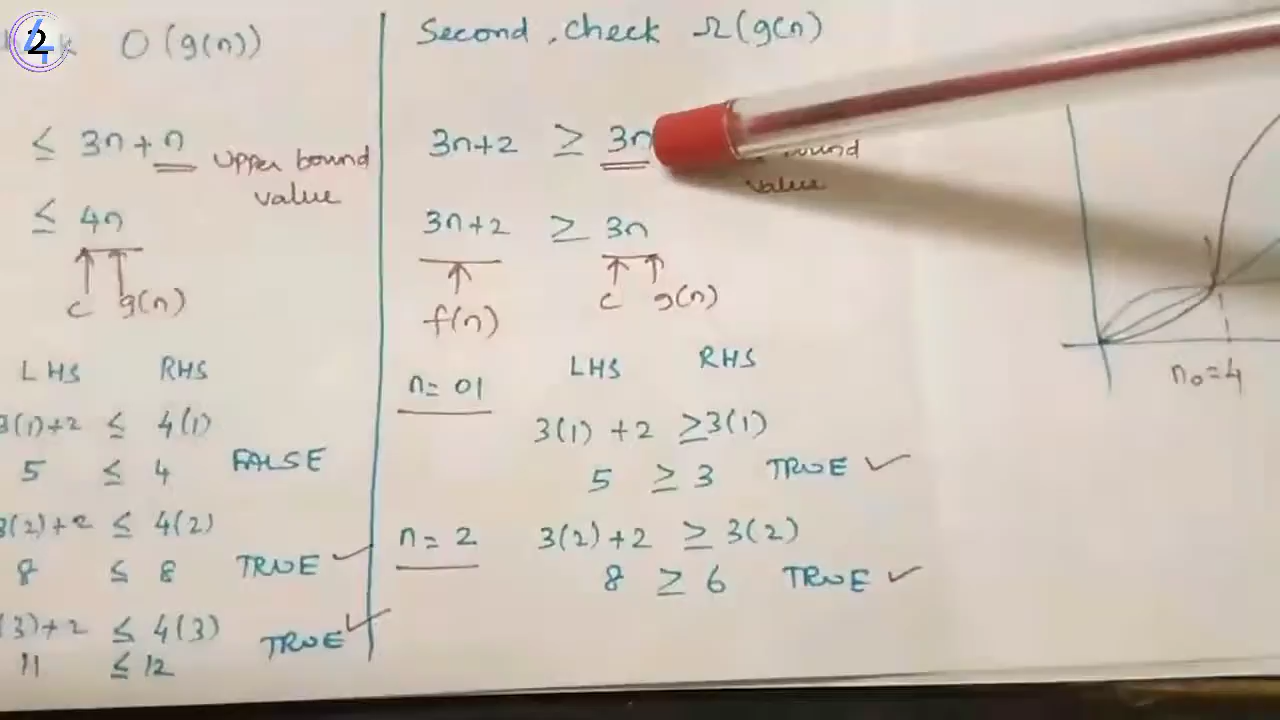 2
O(g(n))
≤ 3n + n upper bound value
≤ 4n
c g(n)
LHS RHS
3(1)+2 ≤ 4(1)
5 ≤ 4 FALSE
3(2)+2 ≤ 4(2)
8 ≤ 8 TRUE
(3)+2 ≤ 4(3)
11 ≤ 12 TRUE
Second, check Ω(g(n)
3n+2 ≥ 3n bound value
3n+2 ≥ 3n
f(n) c g(n)
LHS RHS
n= 01
3(1) +2 ≥3(1)
5 ≥ 3 TRUE ✓
n= 2 3(2)+2 ≥ 3(2)
8 ≥ 6 TRUE ✓
n₀=4